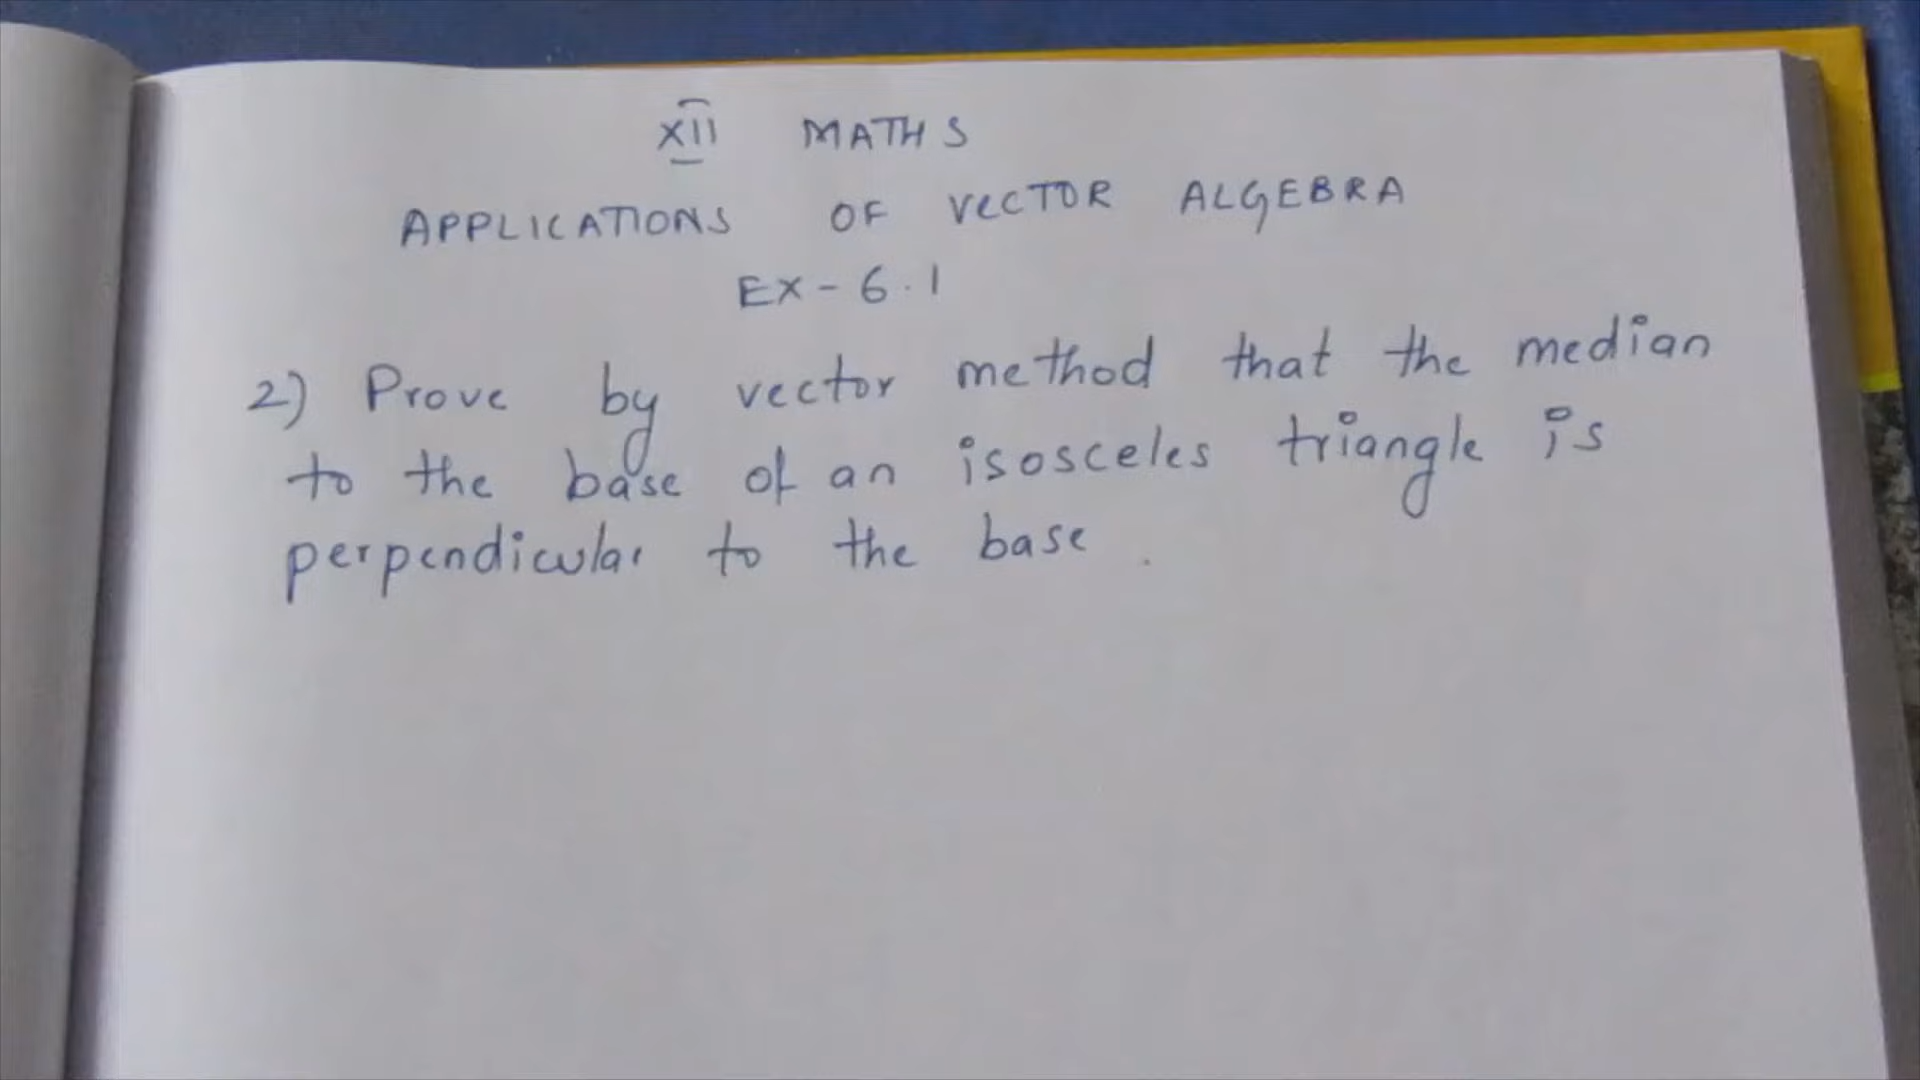 XII MATHS
APPLICATIONS OF VECTOR ALGEBRA
EX - 6.1
2) Prove by vector method that the median
to the base of an isosceles triangle is
perpendicular to the base.